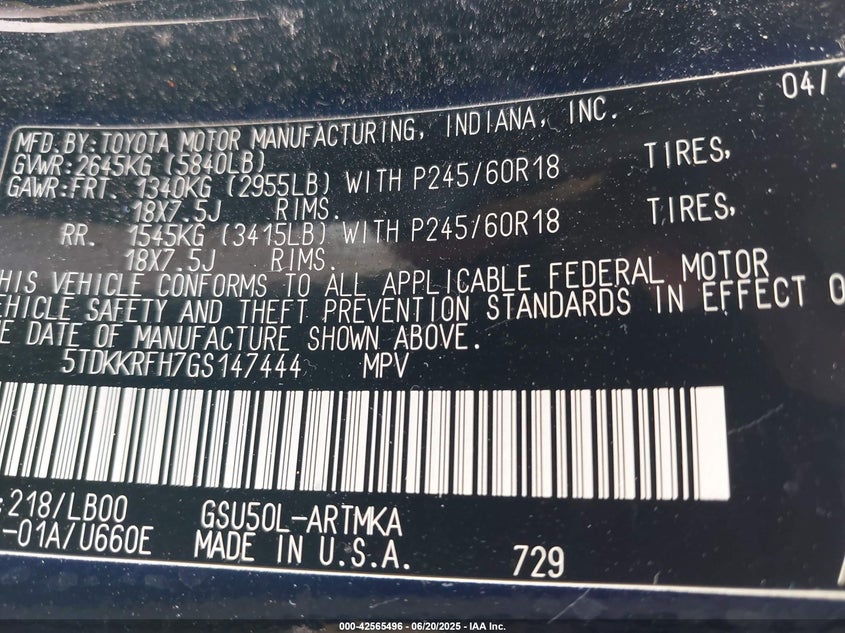 04/
MFD.BY:TOYOTA MOTOR MANUFACTURING, INDIANA, INC.
GVWR:2645KG (5840LB)
GAWR:FRT. 1340KG (2955LB) WITH P245/60R18 TIRES,
18X7.5J RIMS.
RR. 1545KG (3415LB) WITH P245/60R18 TIRES,
18X7.5J RIMS.
HIS VEHICLE CONFORMS TO ALL APPLICABLE FEDERAL MOTOR
EHICLE SAFETY AND THEFT PREVENTION STANDARDS IN EFFECT O
E DATE OF MANUFACTURE SHOWN ABOVE.
5TDKKRFH7GS147444 MPV
:218/LB00 GSU50L-ARTMKA
-01A/U660E MADE IN U.S.A. 729
000-42565496 - 06/20/2025 - IAA Inc.